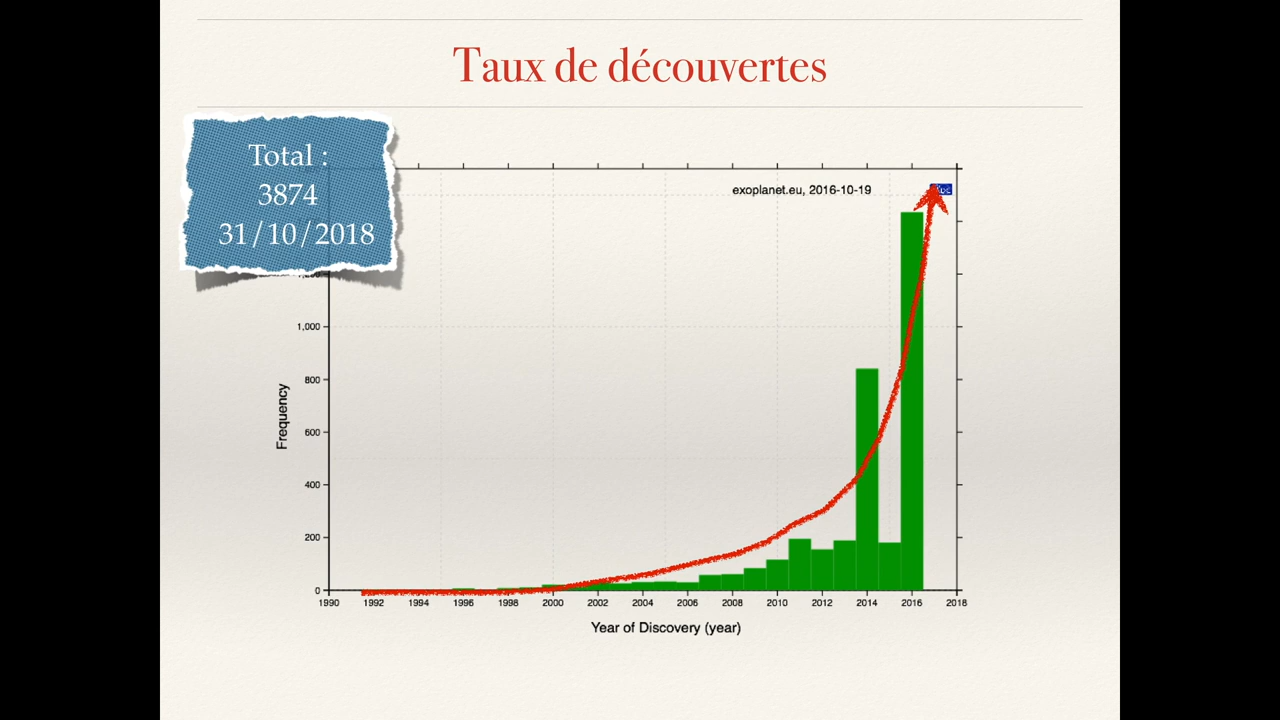 Taux de découvertes
Total :
3874
31/10/2018
exoplanet.eu, 2016-10-19
1,000
800
600
400
200
0
Frequency
1990 1992 1994 1996 1998 2000 2002 2004 2006 2008 2010 2012 2014 2016 2018
Year of Discovery (year)